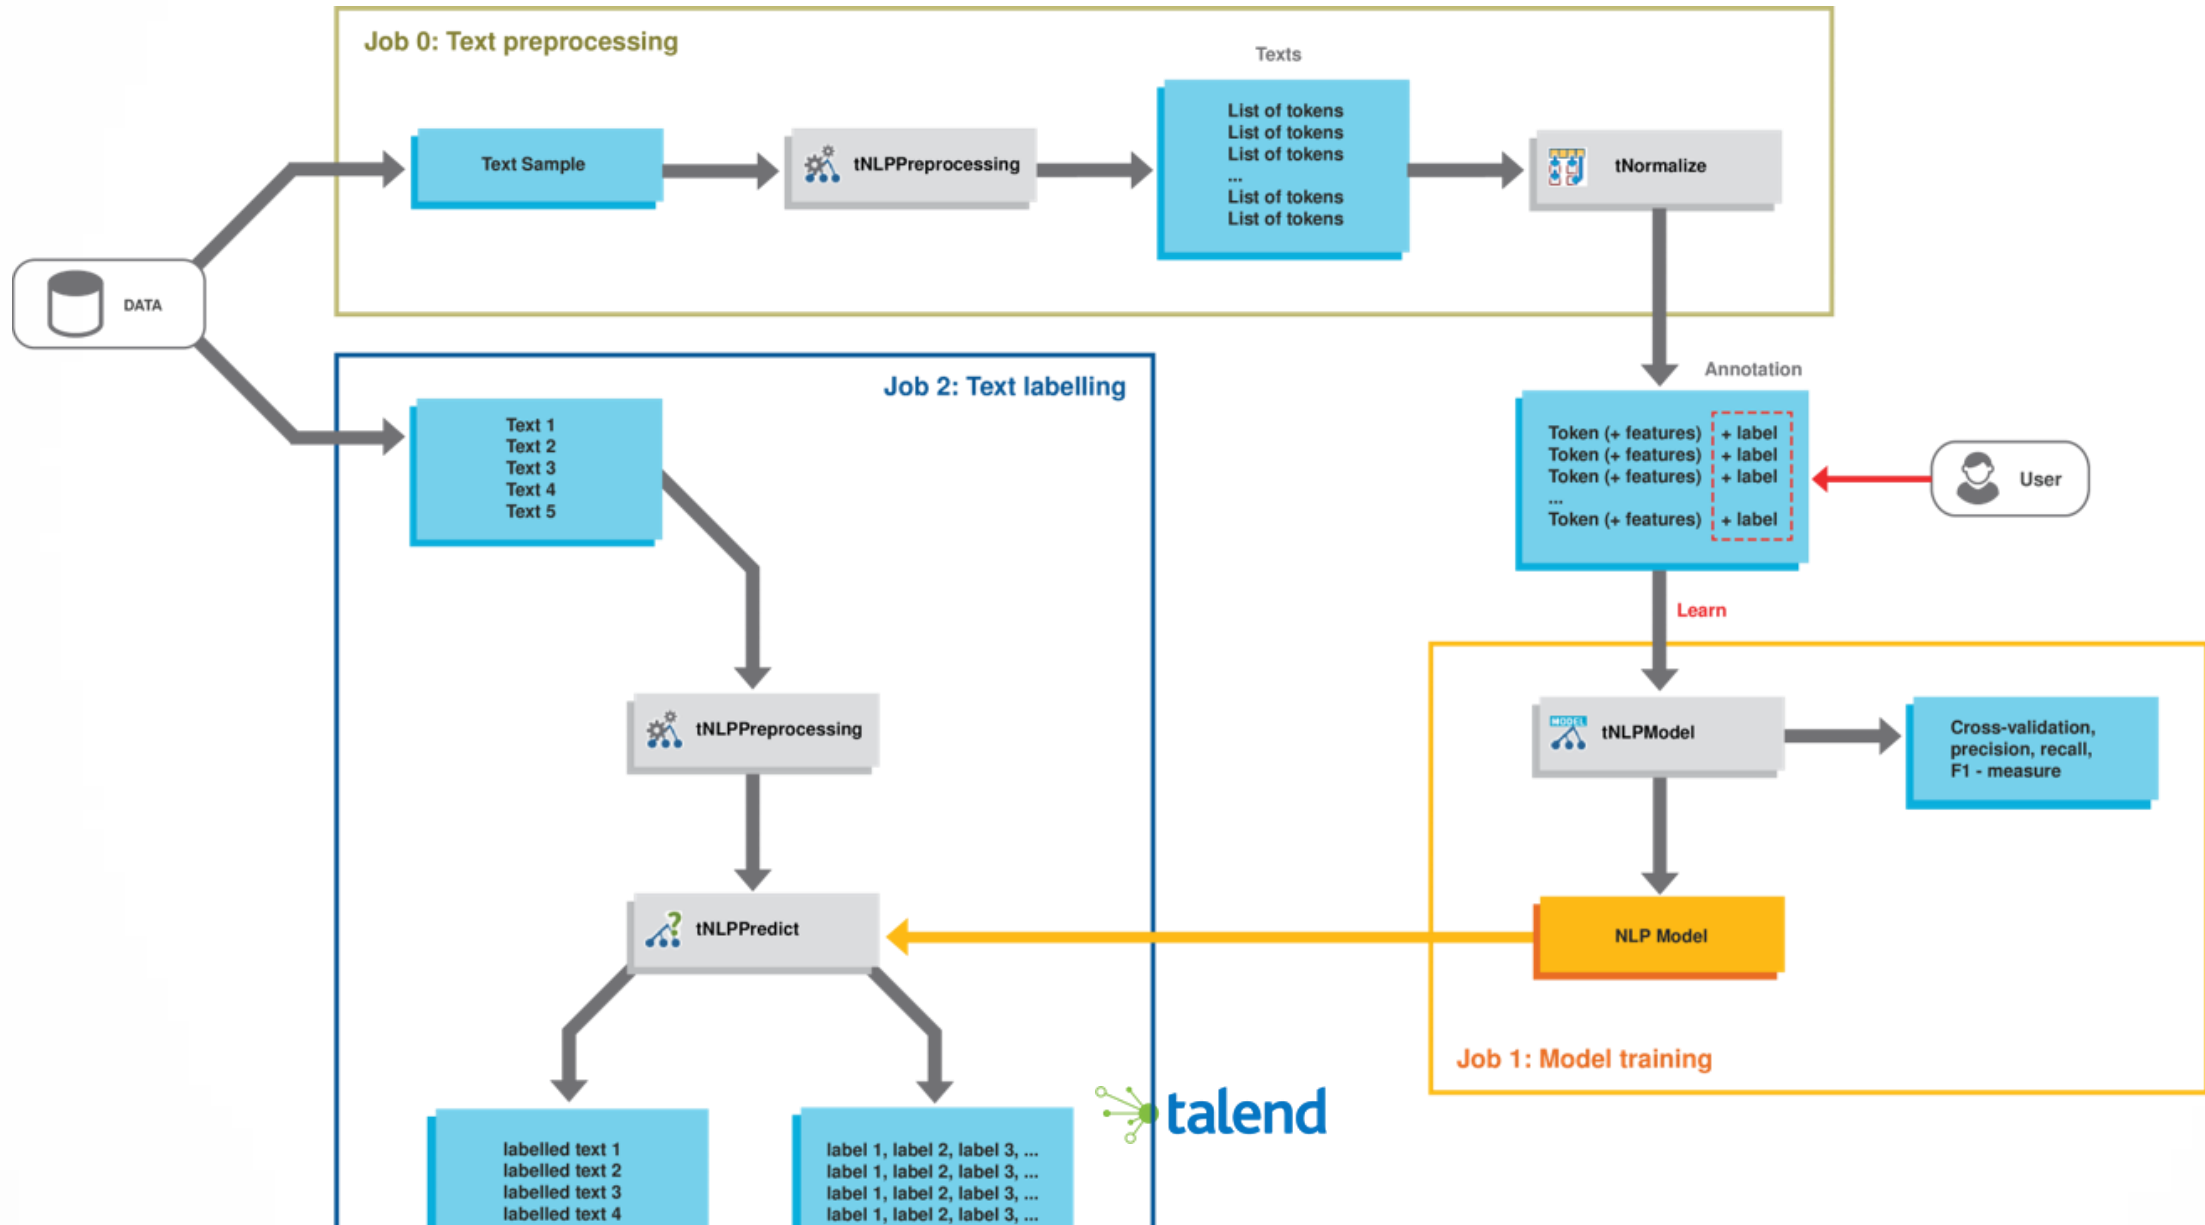 Job 0: Text preprocessing
Texts
Text Sample
tNLPPreprocessing
List of tokens
List of tokens
List of tokens
...
List of tokens
List of tokens
tNormalize
DATA
Job 2: Text labelling
Text 1
Text 2
Text 3
Text 4
Text 5
Annotation
Token (+ features) + label
Token (+ features) + label
Token (+ features) + label
...
Token (+ features) + label
User
Learn
tNLPPreprocessing
MODEL
tNLPModel
Cross-validation,
precision, recall,
F1 - measure
tNLPPredict
NLP Model
Job 1: Model training
talend
labelled text 1
labelled text 2
labelled text 3
labelled text 4
label 1, label 2, label 3, ...
label 1, label 2, label 3, ...
label 1, label 2, label 3, ...
label 1, label 2, label 3, ...